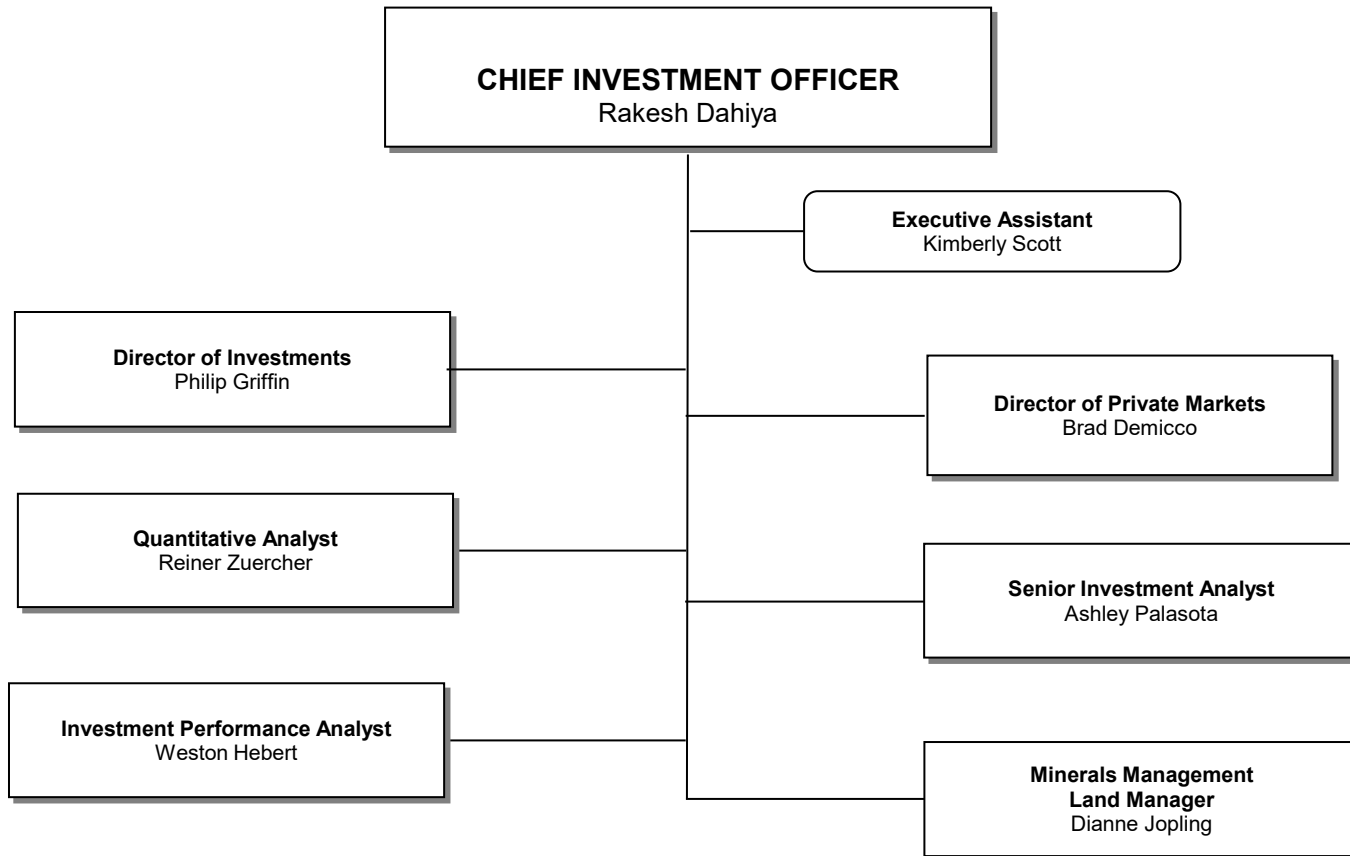 CHIEF INVESTMENT OFFICER
Rakesh Dahiya
Executive Assistant
Kimberly Scott
Director of Investments
Philip Griffin
Director of Private Markets
Brad Demicco
Quantitative Analyst
Reiner Zuercher
Senior Investment Analyst
Ashley Palasota
Investment Performance Analyst
Weston Hebert
Minerals Management
Land Manager
Dianne Jopling